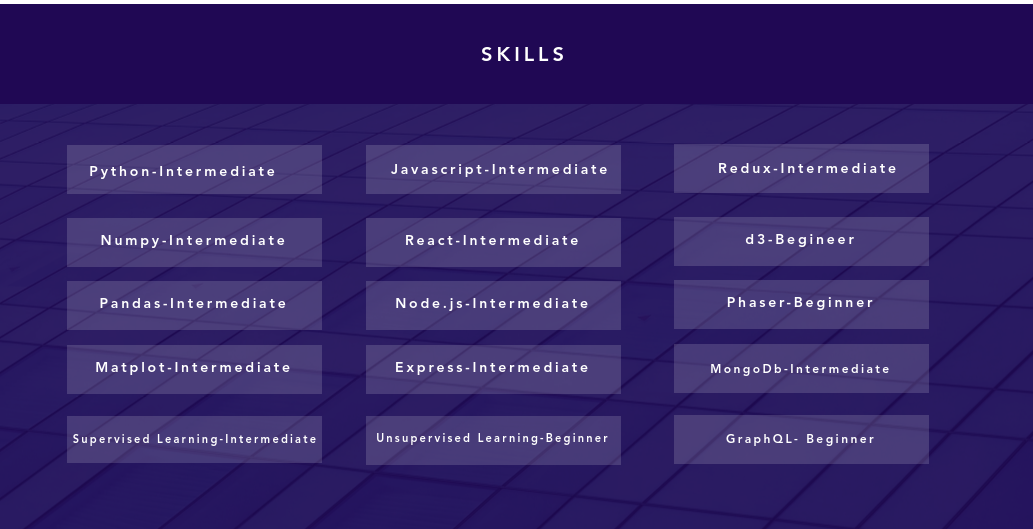 SKILLS
Python-Intermediate
Javascript-Intermediate
Redux-Intermediate
Numpy-Intermediate
React-Intermediate
d3-Begineer
Pandas-Intermediate
Node.js-Intermediate
Phaser-Beginner
Matplot-Intermediate
Express-Intermediate
MongoDb-Intermediate
Supervised Learning-Intermediate
Unsupervised Learning-Beginner
GraphQL- Beginner